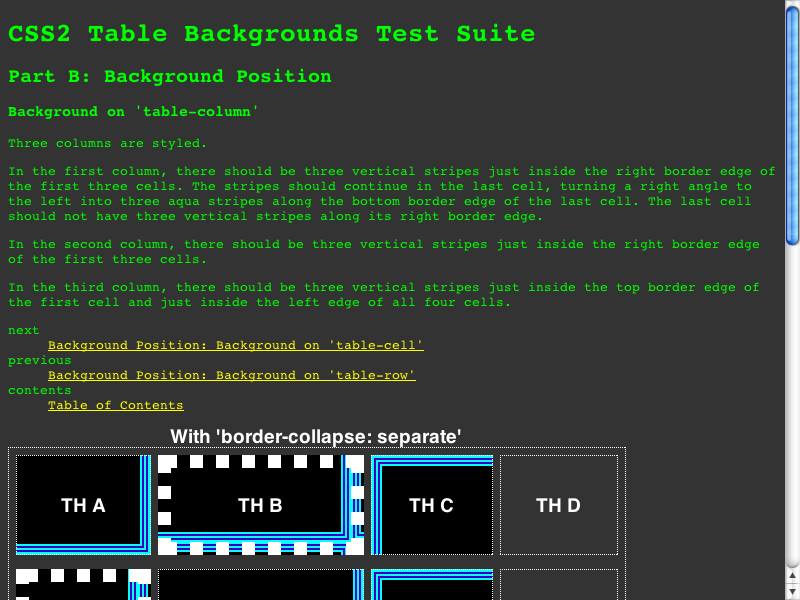 CSS2 Table Backgrounds Test Suite
Part B: Background Position
Background on 'table-column'
Three columns are styled.
In the first column, there should be three vertical stripes just inside the right border edge of
the first three cells. The stripes should continue in the last cell, turning a right angle to
the left into three aqua stripes along the bottom border edge of the last cell. The last cell
should not have three vertical stripes along its right border edge.
In the second column, there should be three vertical stripes just inside the right border edge
of the first three cells.
In the third column, there should be three vertical stripes just inside the top border edge of
the first cell and just inside the left edge of all four cells.
next
Background Position: Background on 'table-cell'
previous
Background Position: Background on 'table-row'
contents
Table of Contents
With 'border-collapse: separate'
TH A TH B TH C TH D